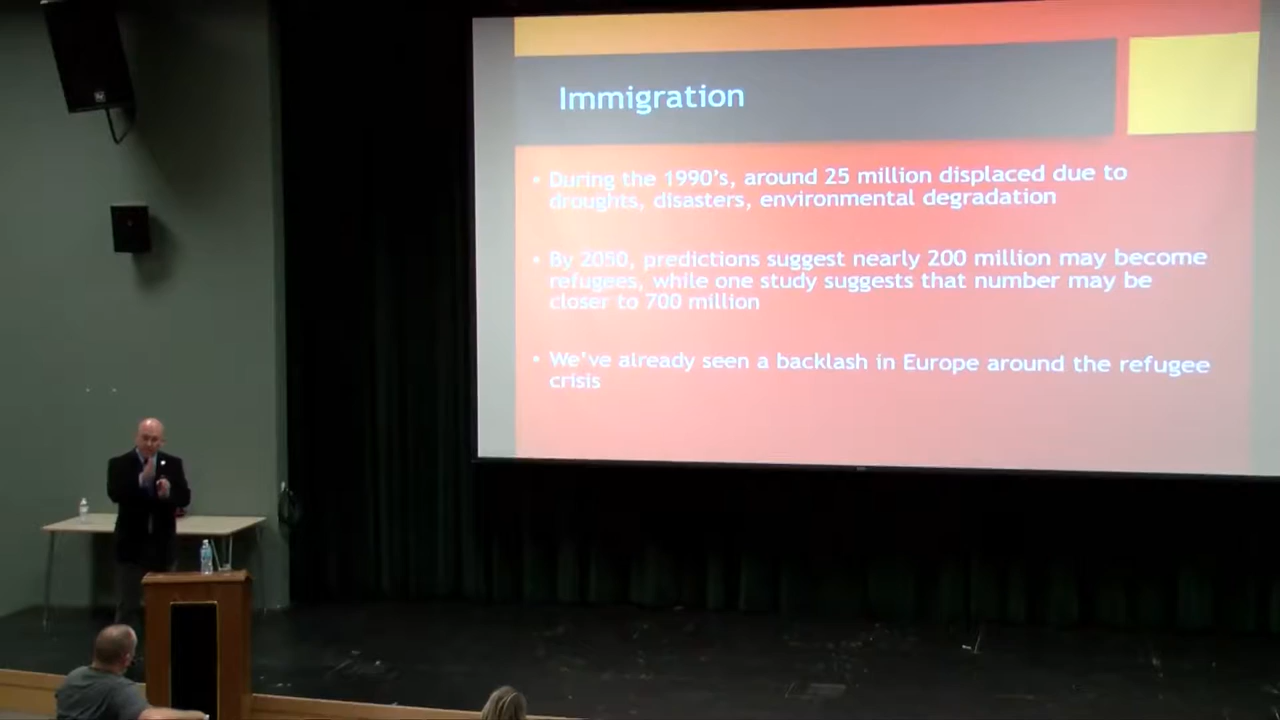 Immigration
• During the 1990's, around 25 million displaced due to
droughts, disasters, environmental degradation
• By 2050, predictions suggest nearly 200 million may become
refugees, while one study suggests that number may be
closer to 700 million
• We've already seen a backlash in Europe around the refugee
crisis